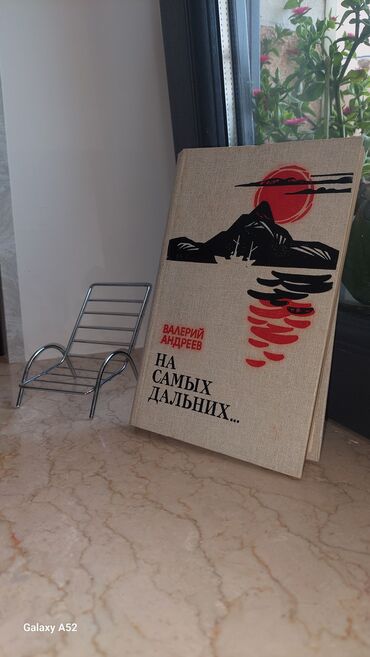 ВАЛЕРИЙ
АНДРЕЕВ
НА
САМЫХ
ДАЛЬНИХ...
Galaxy A52